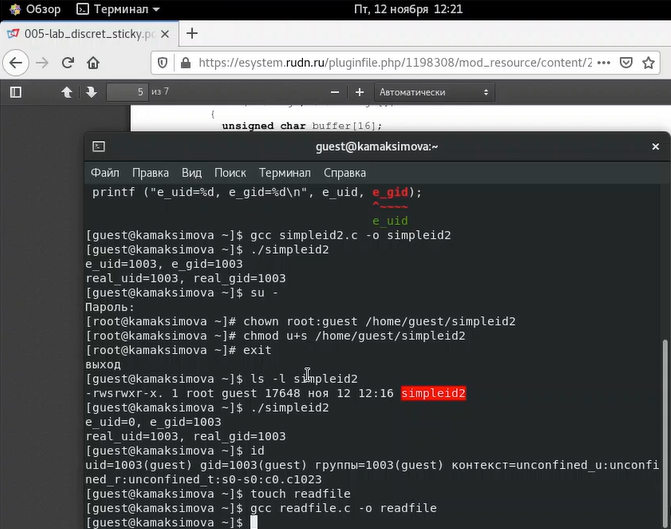 Обзор Терминал Пт, 12 ноября 12:21
005-lab_discret_sticky.pd
https://esystem.rudn.ru/pluginfile.php/1198308/mod_resource/content/2
5 из 7 Автоматически
{
unsigned char buffer[16];
guest@kamaksimova:~
Файл Правка Вид Поиск Терминал Справка
printf ("e_uid=%d, e_gid=%d\n", e_uid, e_gid);
^~~~~
e_uid
[guest@kamaksimova ~]$ gcc simpleid2.c -o simpleid2
[guest@kamaksimova ~]$ ./simpleid2
e_uid=1003, e_gid=1003
real_uid=1003, real_gid=1003
[guest@kamaksimova ~]$ su -
Пароль:
[root@kamaksimova ~]# chown root:guest /home/guest/simpleid2
[root@kamaksimova ~]# chmod u+s /home/guest/simpleid2
[root@kamaksimova ~]# exit
выход
[guest@kamaksimova ~]$ ls -l simpleid2
-rwsrwxr-x. 1 root guest 17648 ноя 12 12:16 simpleid2
[guest@kamaksimova ~]$ ./simpleid2
e_uid=0, e_gid=1003
real_uid=1003, real_gid=1003
[guest@kamaksimova ~]$ id
uid=1003(guest) gid=1003(guest) группы=1003(guest) контекст=unconfined_u:unconfi
ned_r:unconfined_t:s0-s0:c0.c1023
[guest@kamaksimova ~]$ touch readfile
[guest@kamaksimova ~]$ gcc readfile.c -o readfile
[guest@kamaksimova ~]$